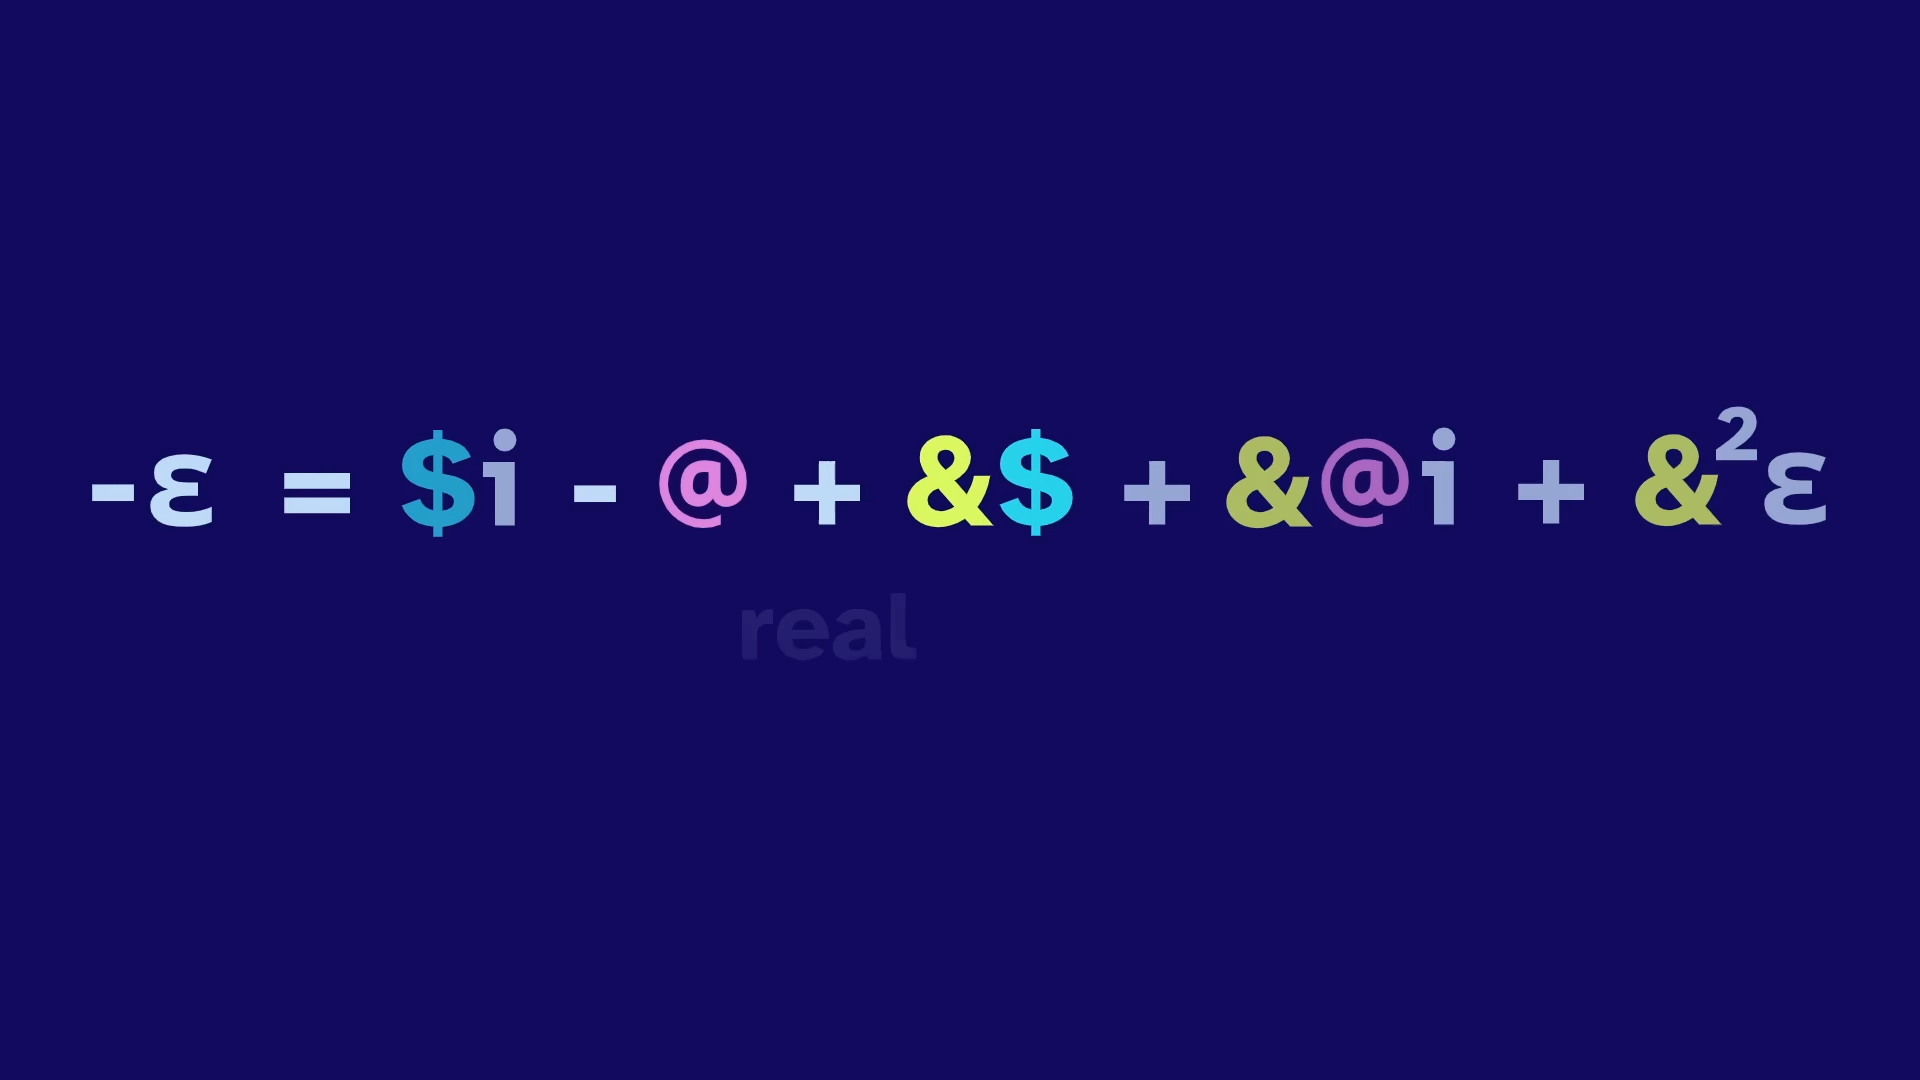 -ε = $i - @ + &$ + &@i + &²ε
real